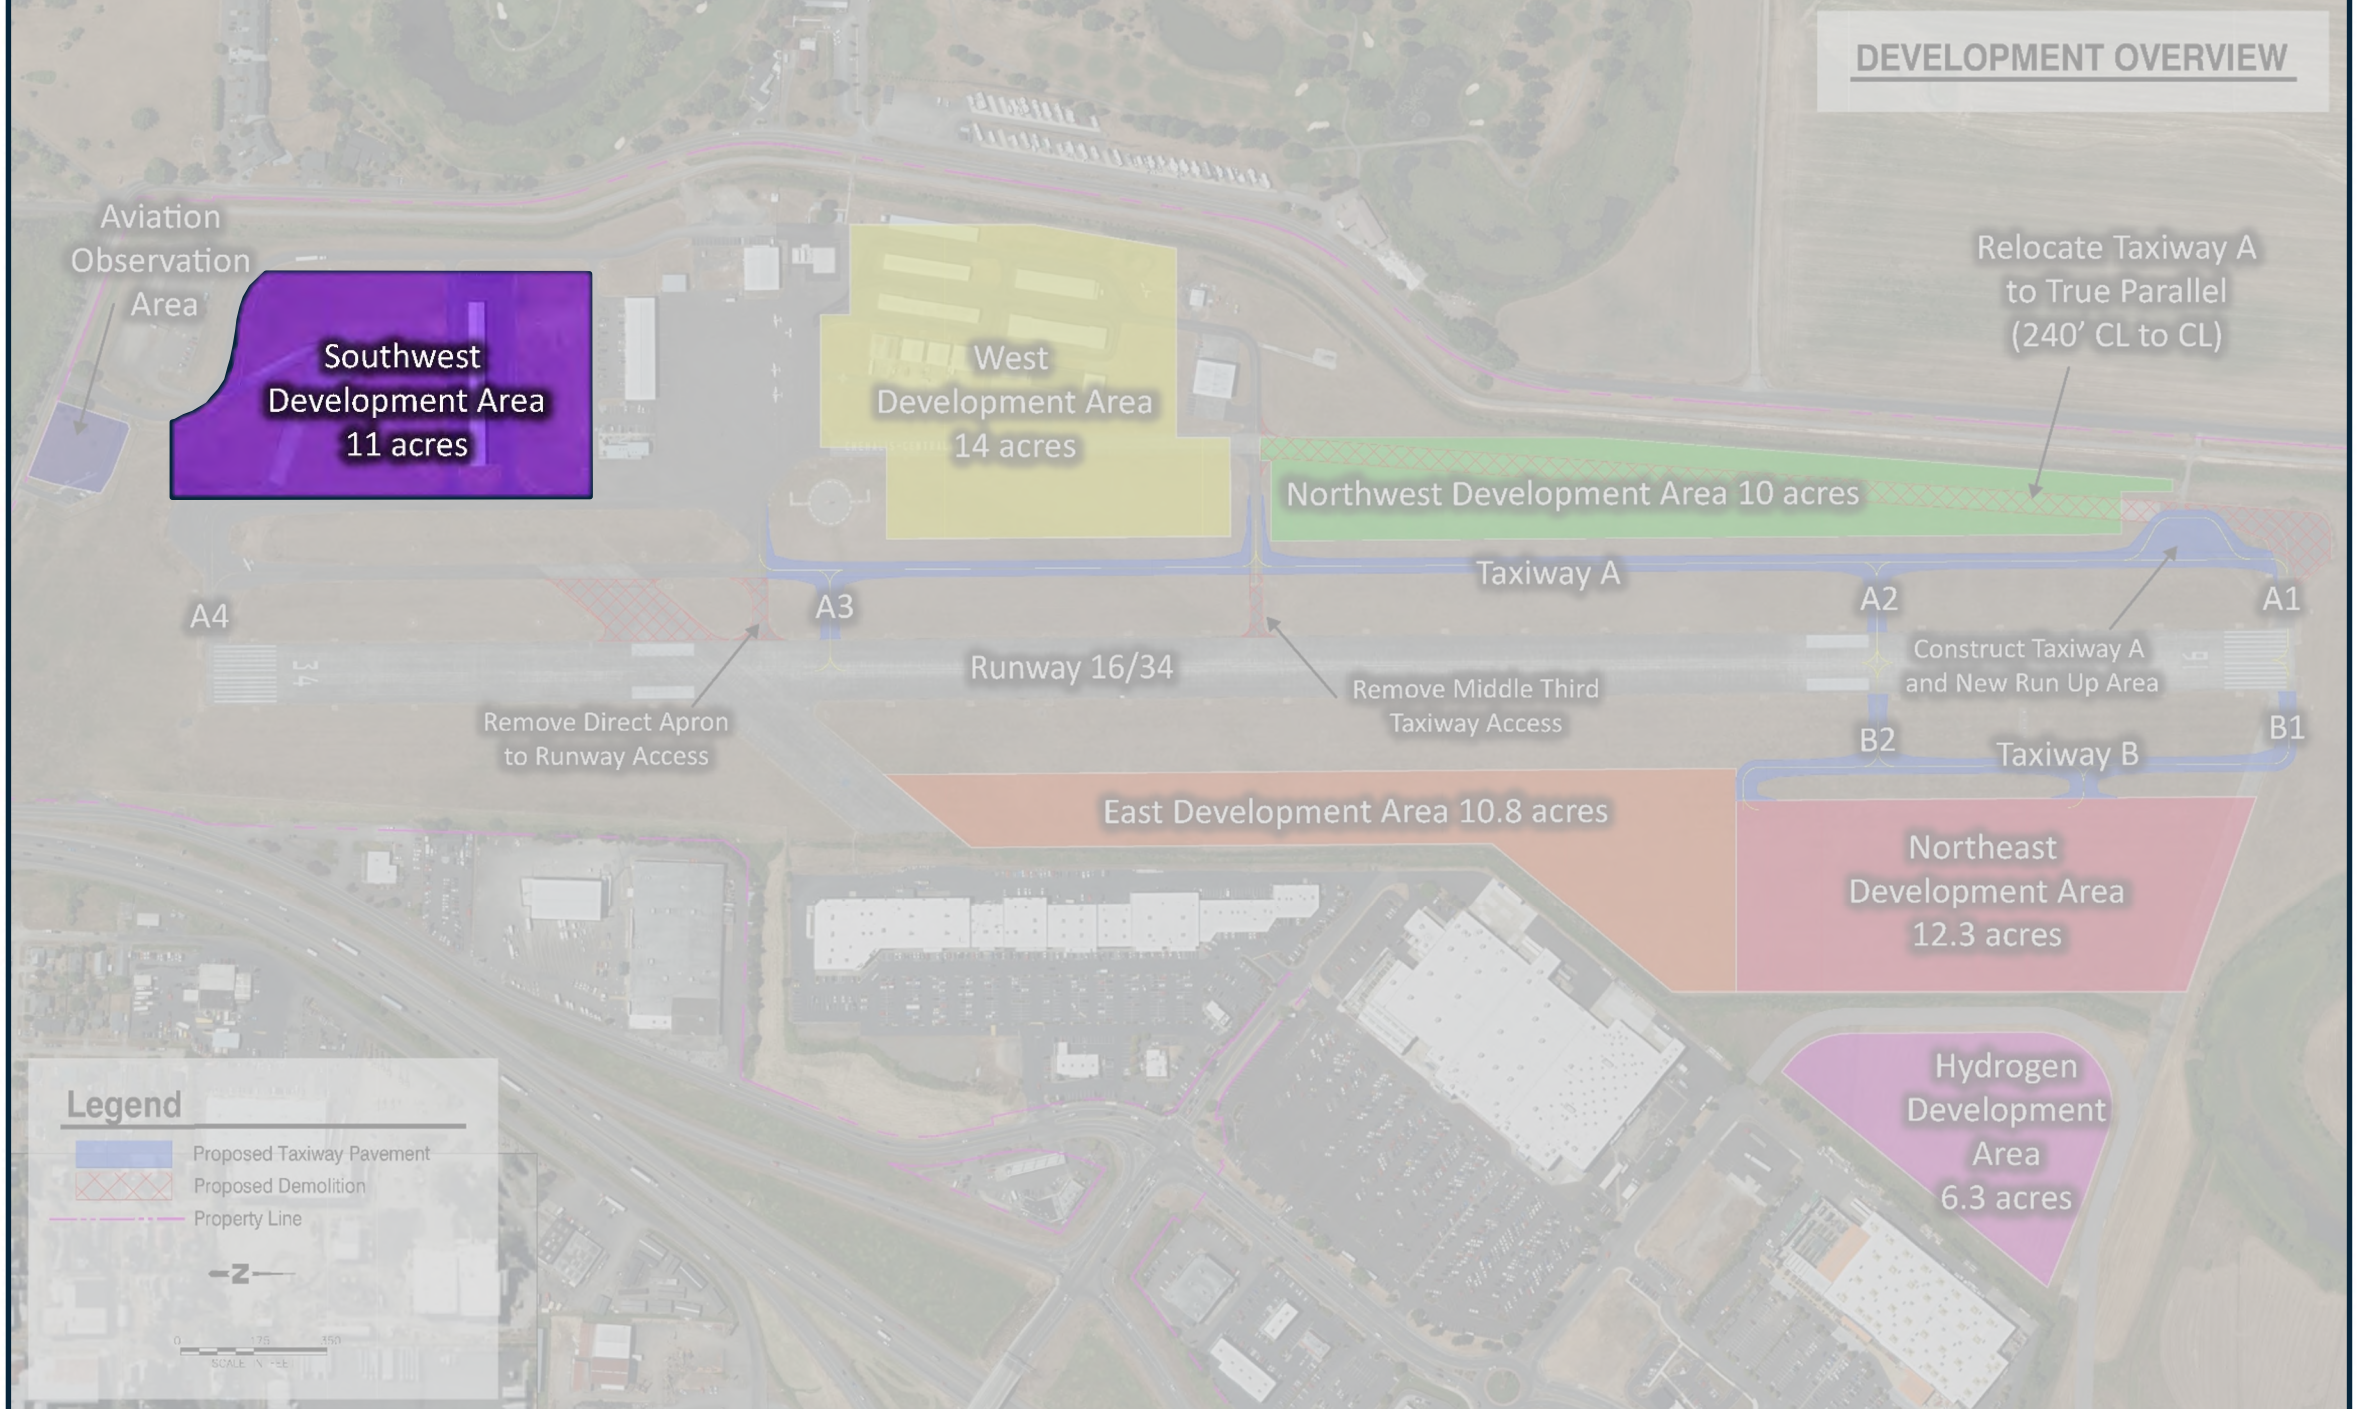 DEVELOPMENT OVERVIEW
Aviation
Observation
Area
Southwest
Development Area
11 acres
West
Development Area
14 acres
Relocate Taxiway A
to True Parallel
(240’ CL to CL)
Northwest Development Area 10 acres
Taxiway A
A4
A3
A2
A1
34
Runway 16/34
Construct Taxiway A
and New Run Up Area
Remove Direct Apron
to Runway Access
Remove Middle Third
Taxiway Access
B2
Taxiway B
B1
East Development Area 10.8 acres
Northeast
Development Area
12.3 acres
Hydrogen
Development
Area
6.3 acres
Legend
Proposed Taxiway Pavement
Proposed Demolition
Property Line
N
0 175 350
SCALE